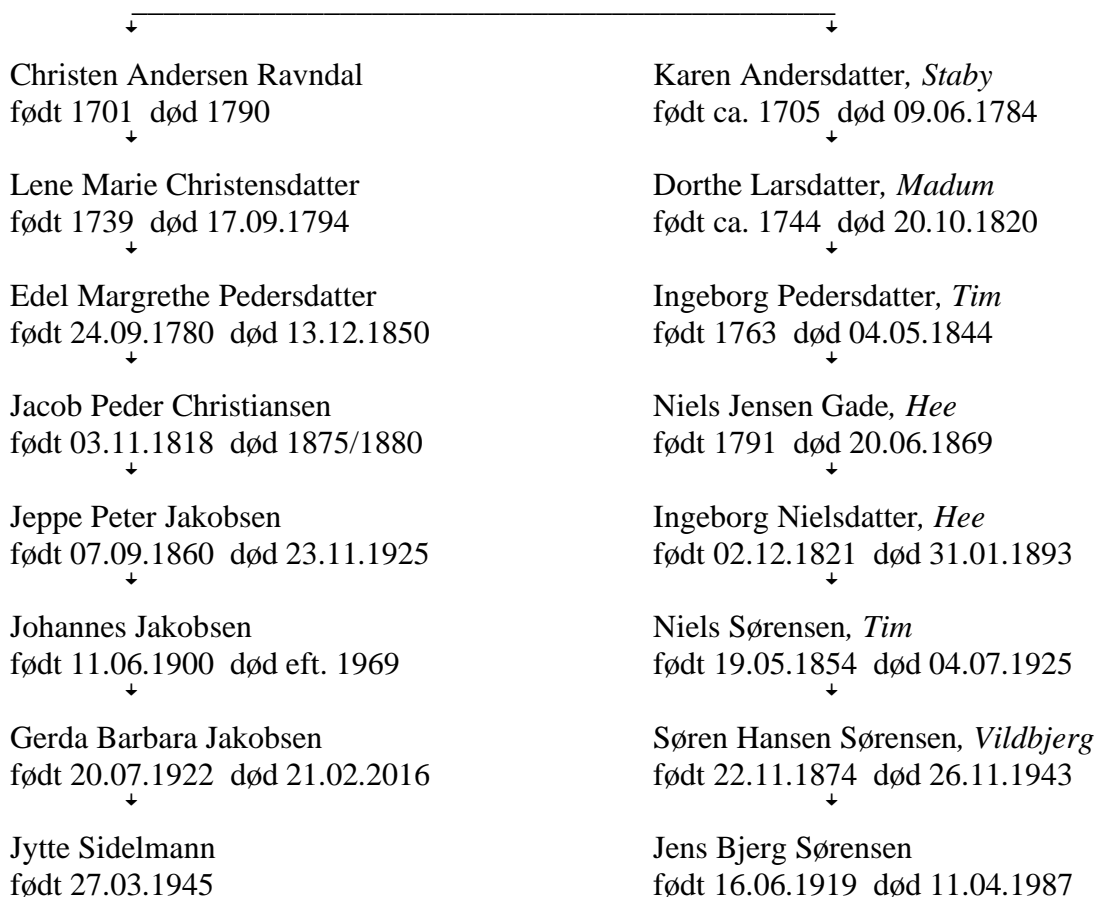 Christen Andersen Ravndal
født 1701  død 1790
Lene Marie Christensdatter
født 1739  død 17.09.1794
Edel Margrethe Pedersdatter
født 24.09.1780  død 13.12.1850
Jacob Peder Christiansen
født 03.11.1818  død 1875/1880
Jeppe Peter Jakobsen
født 07.09.1860  død 23.11.1925
Johannes Jakobsen
født 11.06.1900  død eft. 1969
Gerda Barbara Jakobsen
født 20.07.1922  død 21.02.2016
Jytte Sidelmann
født 27.03.1945
Karen Andersdatter, Staby
født ca. 1705  død 09.06.1784
Dorthe Larsdatter, Madum
født ca. 1744  død 20.10.1820
Ingeborg Pedersdatter, Tim
født 1763  død 04.05.1844
Niels Jensen Gade, Hee
født 1791  død 20.06.1869
Ingeborg Nielsdatter, Hee
født 02.12.1821  død 31.01.1893
Niels Sørensen, Tim
født 19.05.1854  død 04.07.1925
Søren Hansen Sørensen, Vildbjerg
født 22.11.1874  død 26.11.1943
Jens Bjerg Sørensen
født 16.06.1919  død 11.04.1987